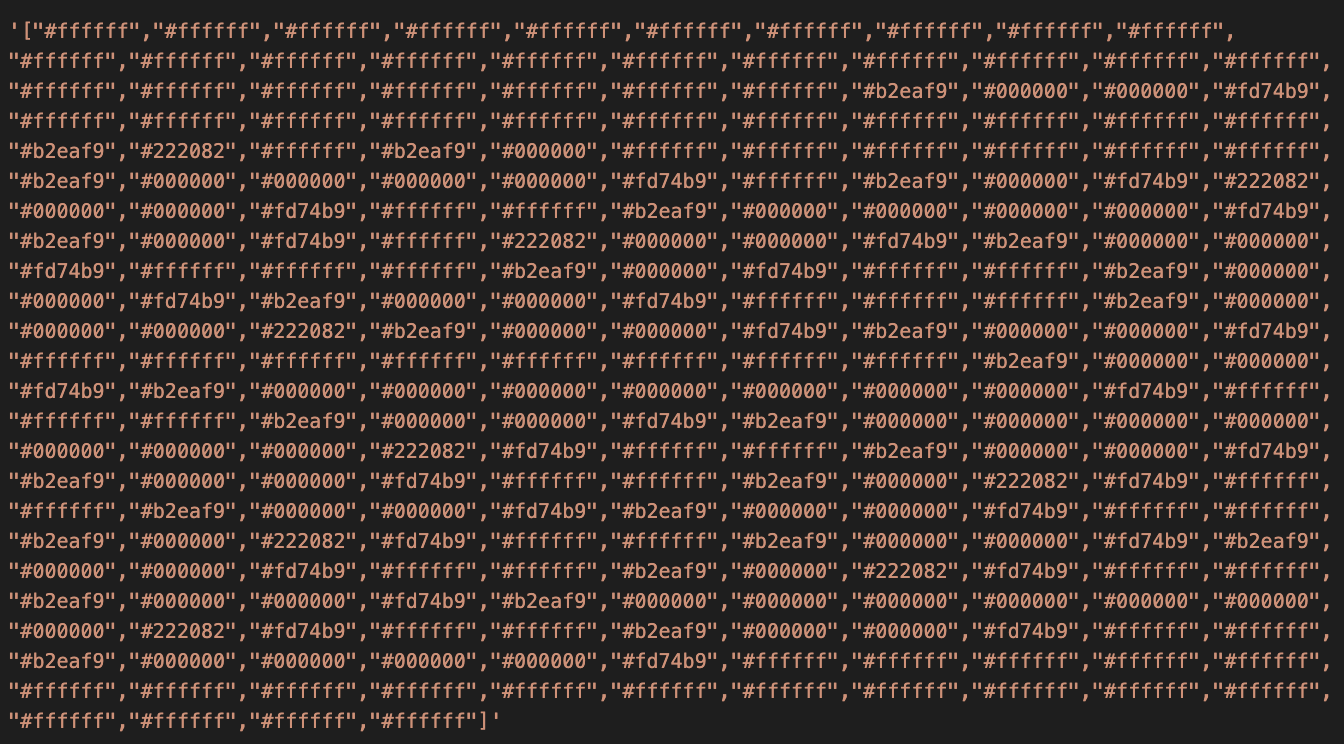 '["#ffffff","#ffffff","#ffffff","#ffffff","#ffffff","#ffffff","#ffffff","#ffffff","#ffffff","#ffffff",
"#ffffff","#ffffff","#ffffff","#ffffff","#ffffff","#ffffff","#ffffff","#ffffff","#ffffff","#ffffff","#ffffff",
"#ffffff","#ffffff","#ffffff","#ffffff","#ffffff","#ffffff","#ffffff","#b2eaf9","#000000","#000000","#fd74b9",
"#ffffff","#ffffff","#ffffff","#ffffff","#ffffff","#ffffff","#ffffff","#ffffff","#ffffff","#ffffff","#ffffff",
"#b2eaf9","#222082","#ffffff","#b2eaf9","#000000","#ffffff","#ffffff","#ffffff","#ffffff","#ffffff","#ffffff",
"#b2eaf9","#000000","#000000","#000000","#000000","#fd74b9","#ffffff","#b2eaf9","#000000","#fd74b9","#222082",
"#000000","#000000","#fd74b9","#ffffff","#ffffff","#b2eaf9","#000000","#000000","#000000","#000000","#fd74b9",
"#b2eaf9","#000000","#fd74b9","#ffffff","#222082","#000000","#000000","#fd74b9","#b2eaf9","#000000","#000000",
"#fd74b9","#ffffff","#ffffff","#ffffff","#b2eaf9","#000000","#fd74b9","#ffffff","#ffffff","#b2eaf9","#000000",
"#000000","#fd74b9","#b2eaf9","#000000","#000000","#fd74b9","#ffffff","#ffffff","#ffffff","#b2eaf9","#000000",
"#000000","#000000","#222082","#b2eaf9","#000000","#000000","#fd74b9","#b2eaf9","#000000","#000000","#fd74b9",
"#ffffff","#ffffff","#ffffff","#ffffff","#ffffff","#ffffff","#ffffff","#ffffff","#b2eaf9","#000000","#000000",
"#fd74b9","#b2eaf9","#000000","#000000","#000000","#000000","#000000","#000000","#000000","#fd74b9","#ffffff",
"#ffffff","#ffffff","#b2eaf9","#000000","#000000","#fd74b9","#b2eaf9","#000000","#000000","#000000","#000000",
"#000000","#000000","#000000","#222082","#fd74b9","#ffffff","#ffffff","#b2eaf9","#000000","#000000","#fd74b9",
"#b2eaf9","#000000","#000000","#fd74b9","#ffffff","#ffffff","#b2eaf9","#000000","#222082","#fd74b9","#ffffff",
"#ffffff","#b2eaf9","#000000","#000000","#fd74b9","#b2eaf9","#000000","#000000","#fd74b9","#ffffff","#ffffff",
"#b2eaf9","#000000","#222082","#fd74b9","#ffffff","#ffffff","#b2eaf9","#000000","#000000","#fd74b9","#b2eaf9",
"#000000","#000000","#fd74b9","#ffffff","#ffffff","#b2eaf9","#000000","#222082","#fd74b9","#ffffff","#ffffff",
"#b2eaf9","#000000","#000000","#fd74b9","#b2eaf9","#000000","#000000","#000000","#000000","#000000","#000000",
"#000000","#222082","#fd74b9","#ffffff","#ffffff","#b2eaf9","#000000","#000000","#fd74b9","#ffffff","#ffffff",
"#b2eaf9","#000000","#000000","#000000","#000000","#fd74b9","#ffffff","#ffffff","#ffffff","#ffffff","#ffffff",
"#ffffff","#ffffff","#ffffff","#ffffff","#ffffff","#ffffff","#ffffff","#ffffff","#ffffff","#ffffff","#ffffff",
"#ffffff","#ffffff","#ffffff","#ffffff"]'